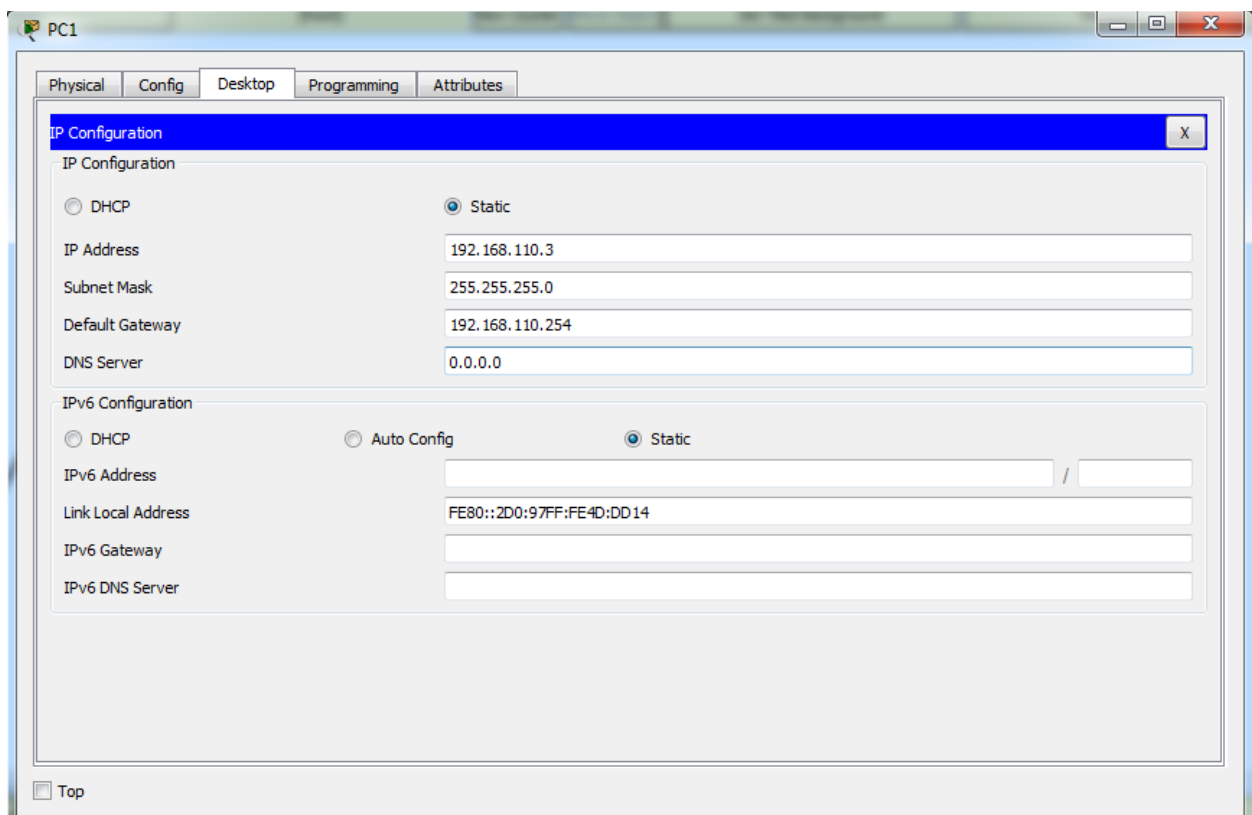 PC1
Physical Config Desktop Programming Attributes
IP Configuration X
IP Configuration
DHCP Static
IP Address 192.168.110.3
Subnet Mask 255.255.255.0
Default Gateway 192.168.110.254
DNS Server 0.0.0.0
IPv6 Configuration
DHCP Auto Config Static
IPv6 Address /
Link Local Address FE80::2D0:97FF:FE4D:DD14
IPv6 Gateway
IPv6 DNS Server
Top